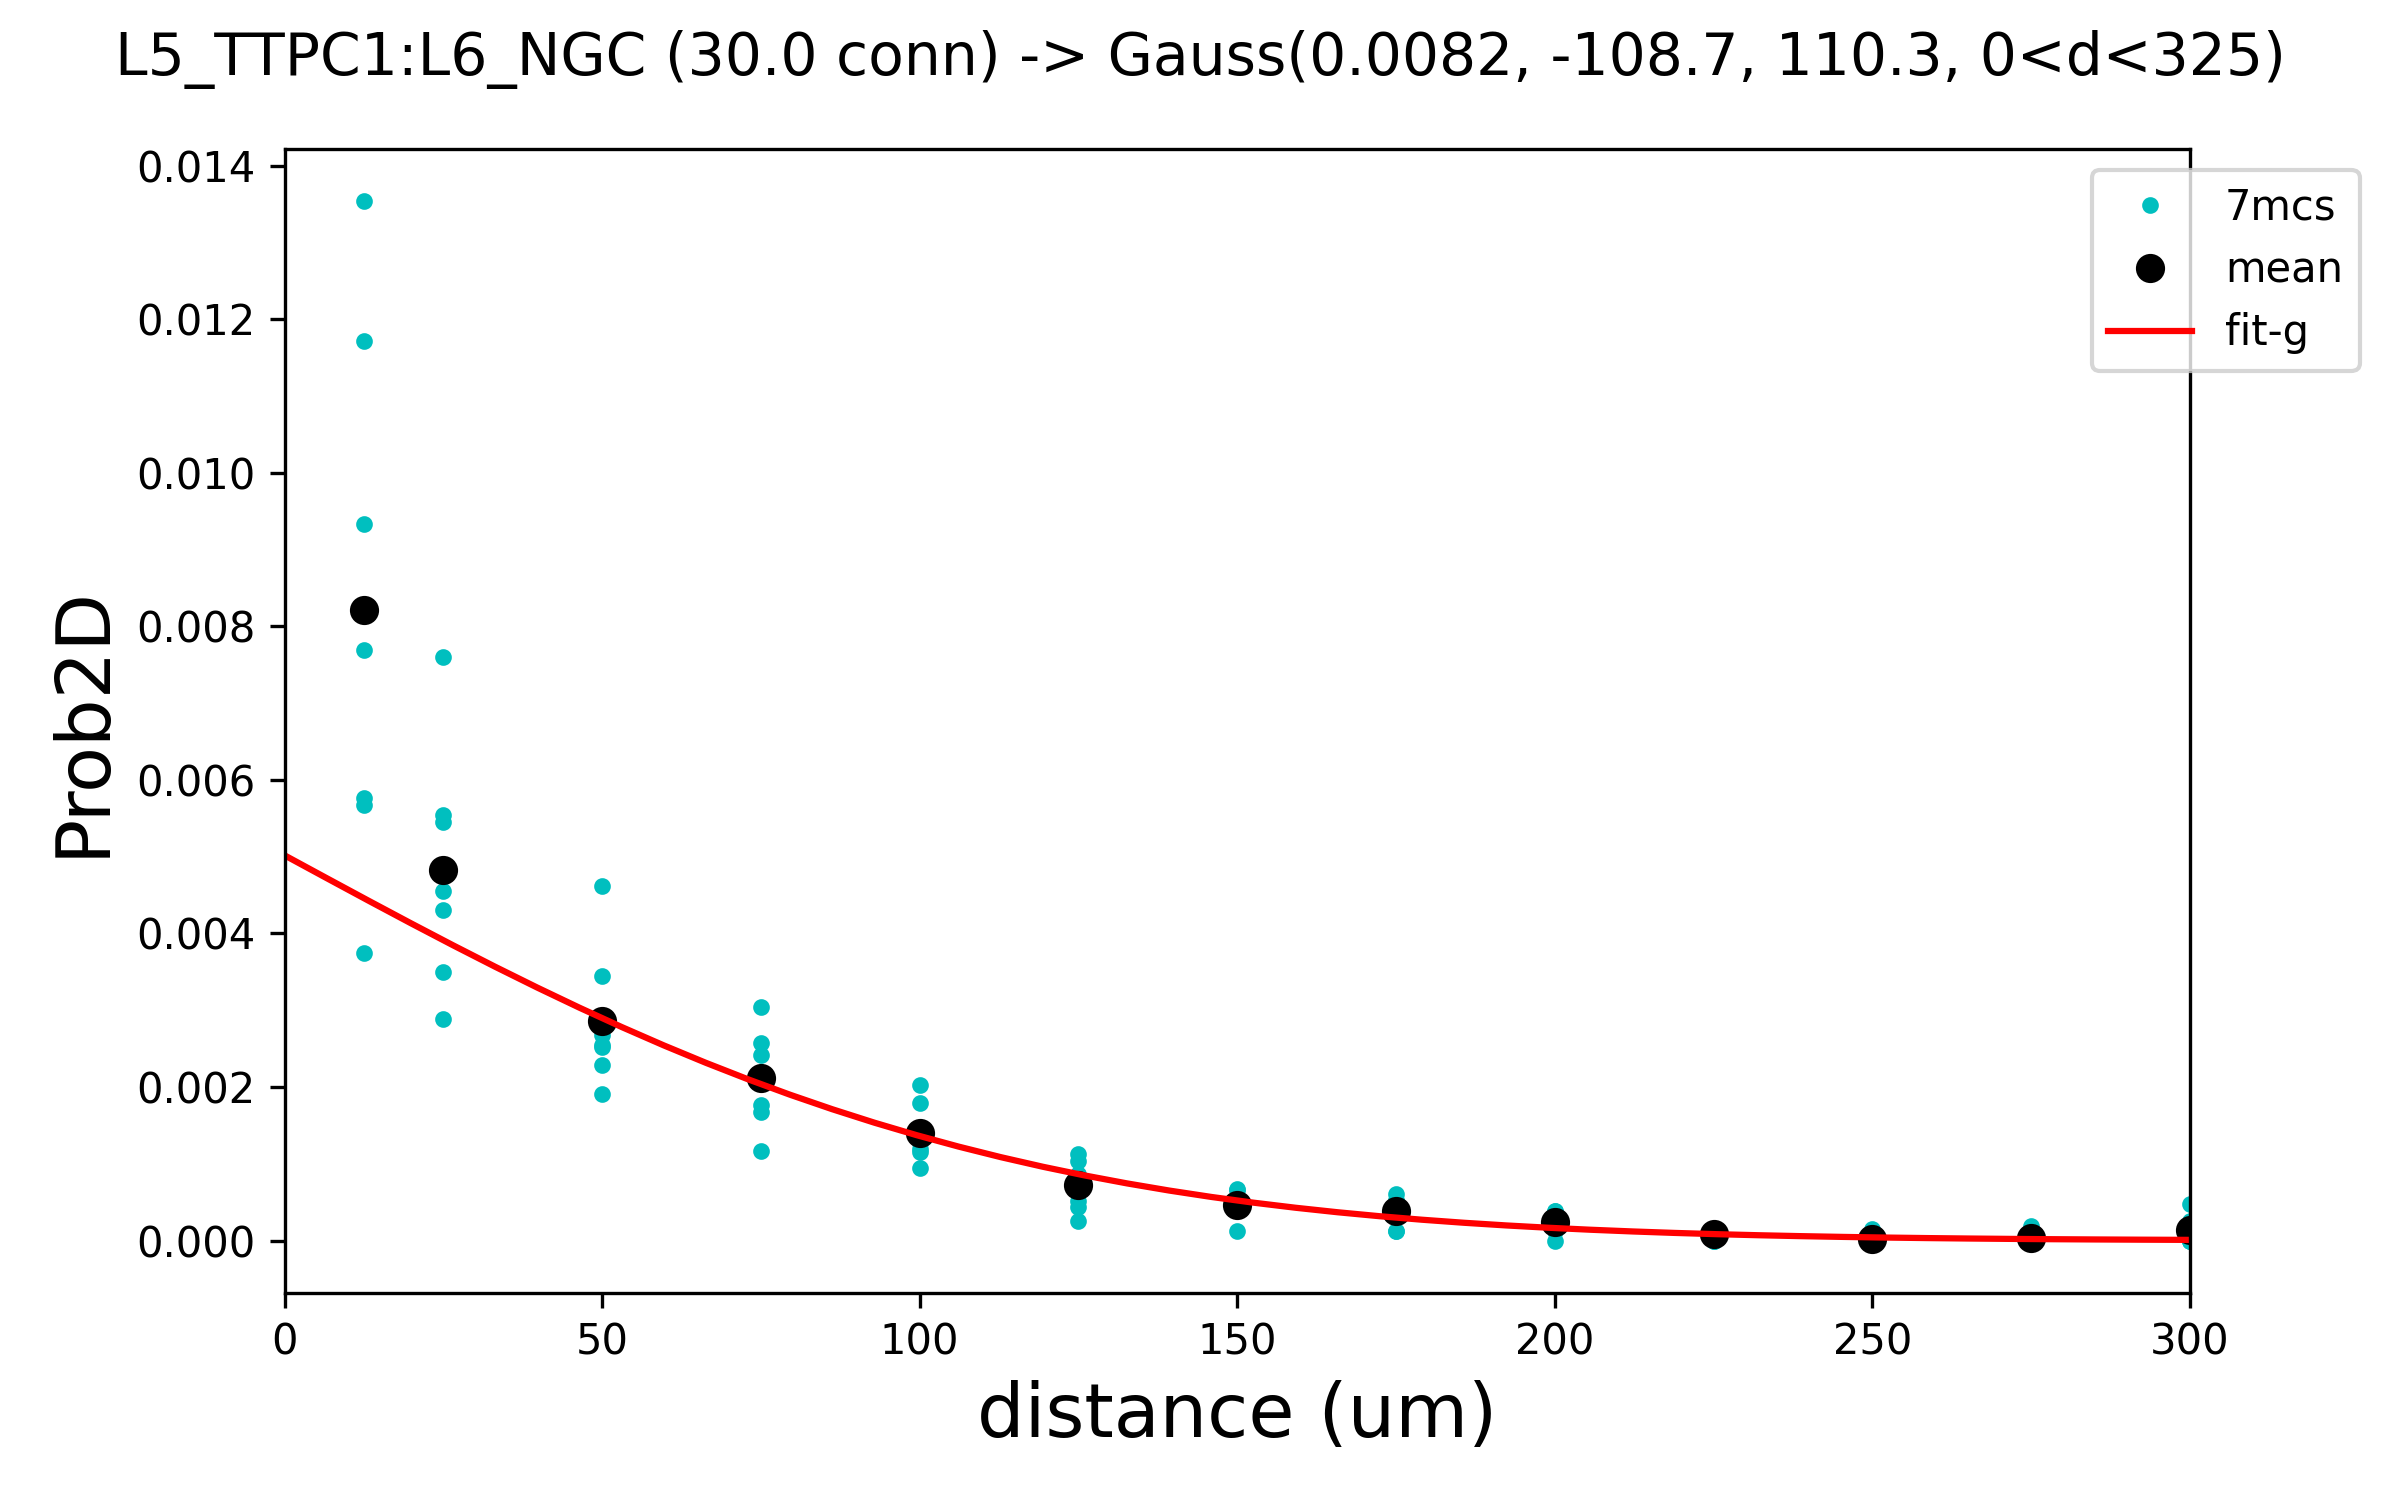 L5_TTPC1:L6_NGC (30.0 conn) -> Gauss(0.0082, -108.7, 110.3, 0<d<325)
0.014
0.012
0.010
0.008
0.006
0.004
0.002
0.000
Prob2D
7mcs
mean
fit-g
0 50 100 150 200 250 300
distance (um)